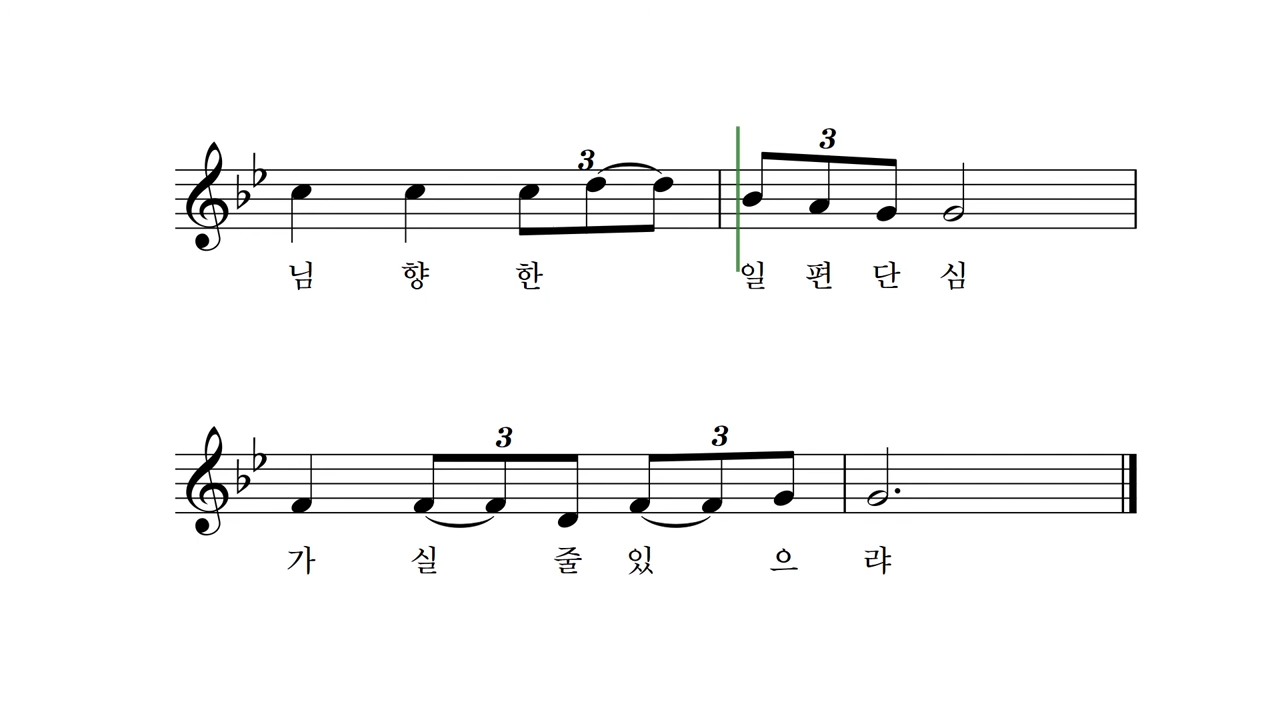 3 3
님 향 한 일 편 단 심
3 3
가 실 줄 있 으 랴